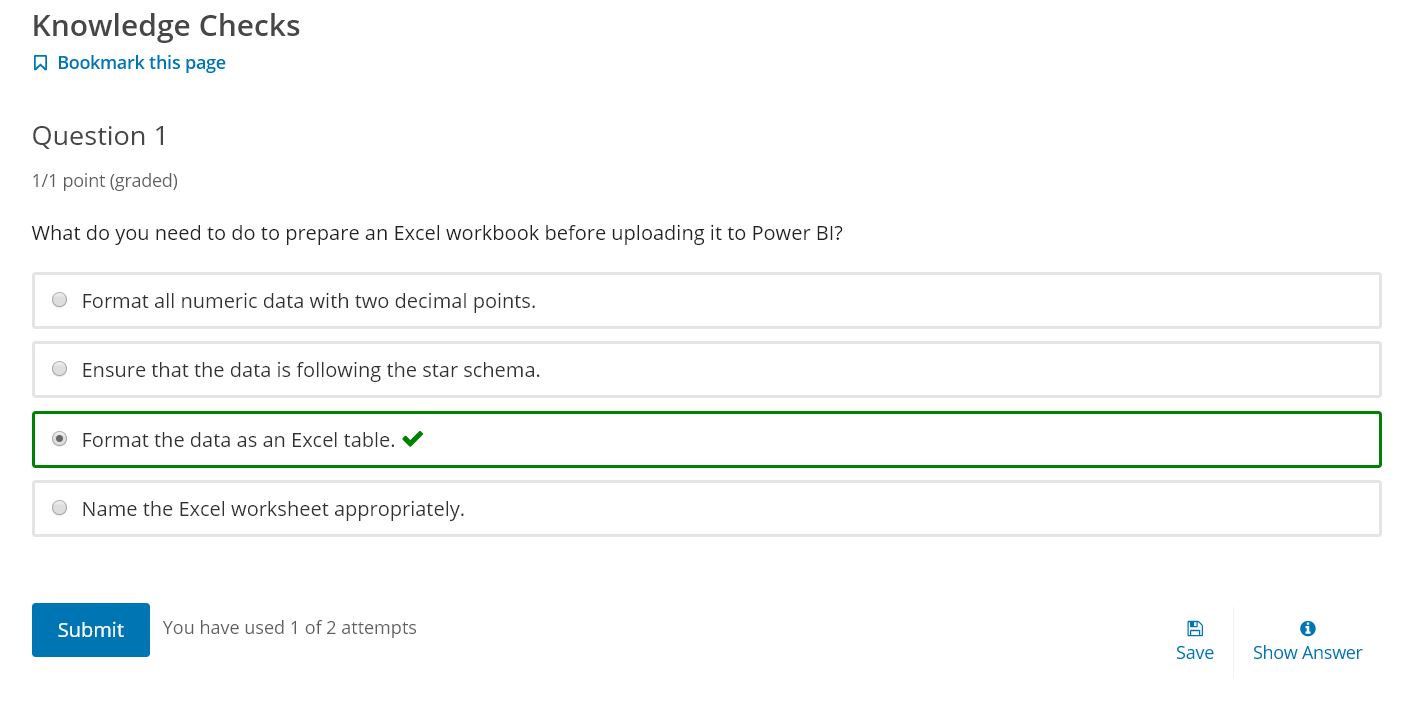 Knowledge Checks
Bookmark this page
Question 1
1/1 point (graded)
What do you need to do to prepare an Excel workbook before uploading it to Power BI?
Format all numeric data with two decimal points.
Ensure that the data is following the star schema.
Format the data as an Excel table.
Name the Excel worksheet appropriately.
Submit You have used 1 of 2 attempts
Save Show Answer